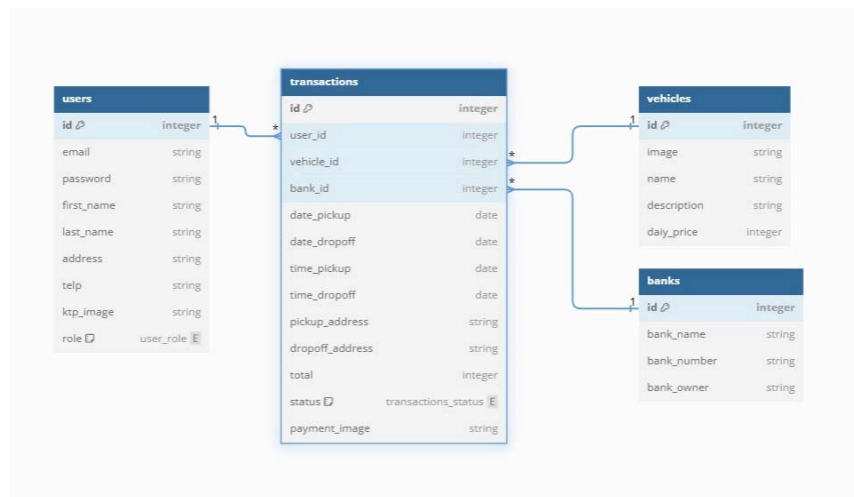 users
id integer
email string
password string
first_name string
last_name string
address string
telp string
ktp_image string
role user_role E
1
*
transactions
id integer
user_id integer
vehicle_id integer
bank_id integer
date_pickup date
date_dropoff date
time_pickup date
time_dropoff date
pickup_address string
dropoff_address string
total integer
status transactions_status E
payment_image string
*
*
1
vehicles
id integer
image string
name string
description string
daiy_price integer
1
banks
id integer
bank_name string
bank_number string
bank_owner string